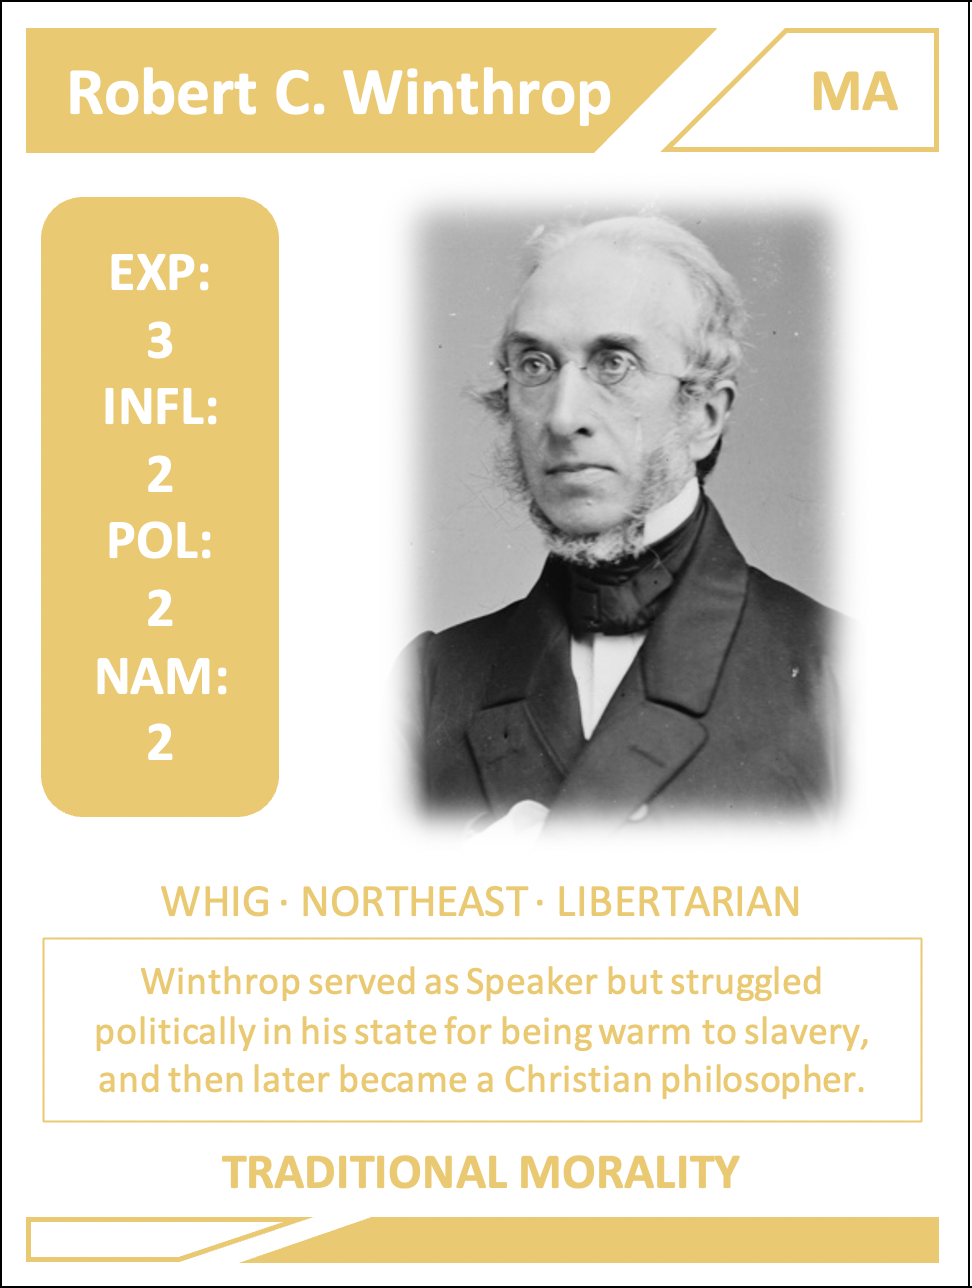 Robert C. Winthrop
MA
EXP:
3
INFL:
2
POL:
2
NAM:
2
WHIG · NORTHEAST · LIBERTARIAN
Winthrop served as Speaker but struggled
politically in his state for being warm to slavery,
and then later became a Christian philosopher.
TRADITIONAL MORALITY